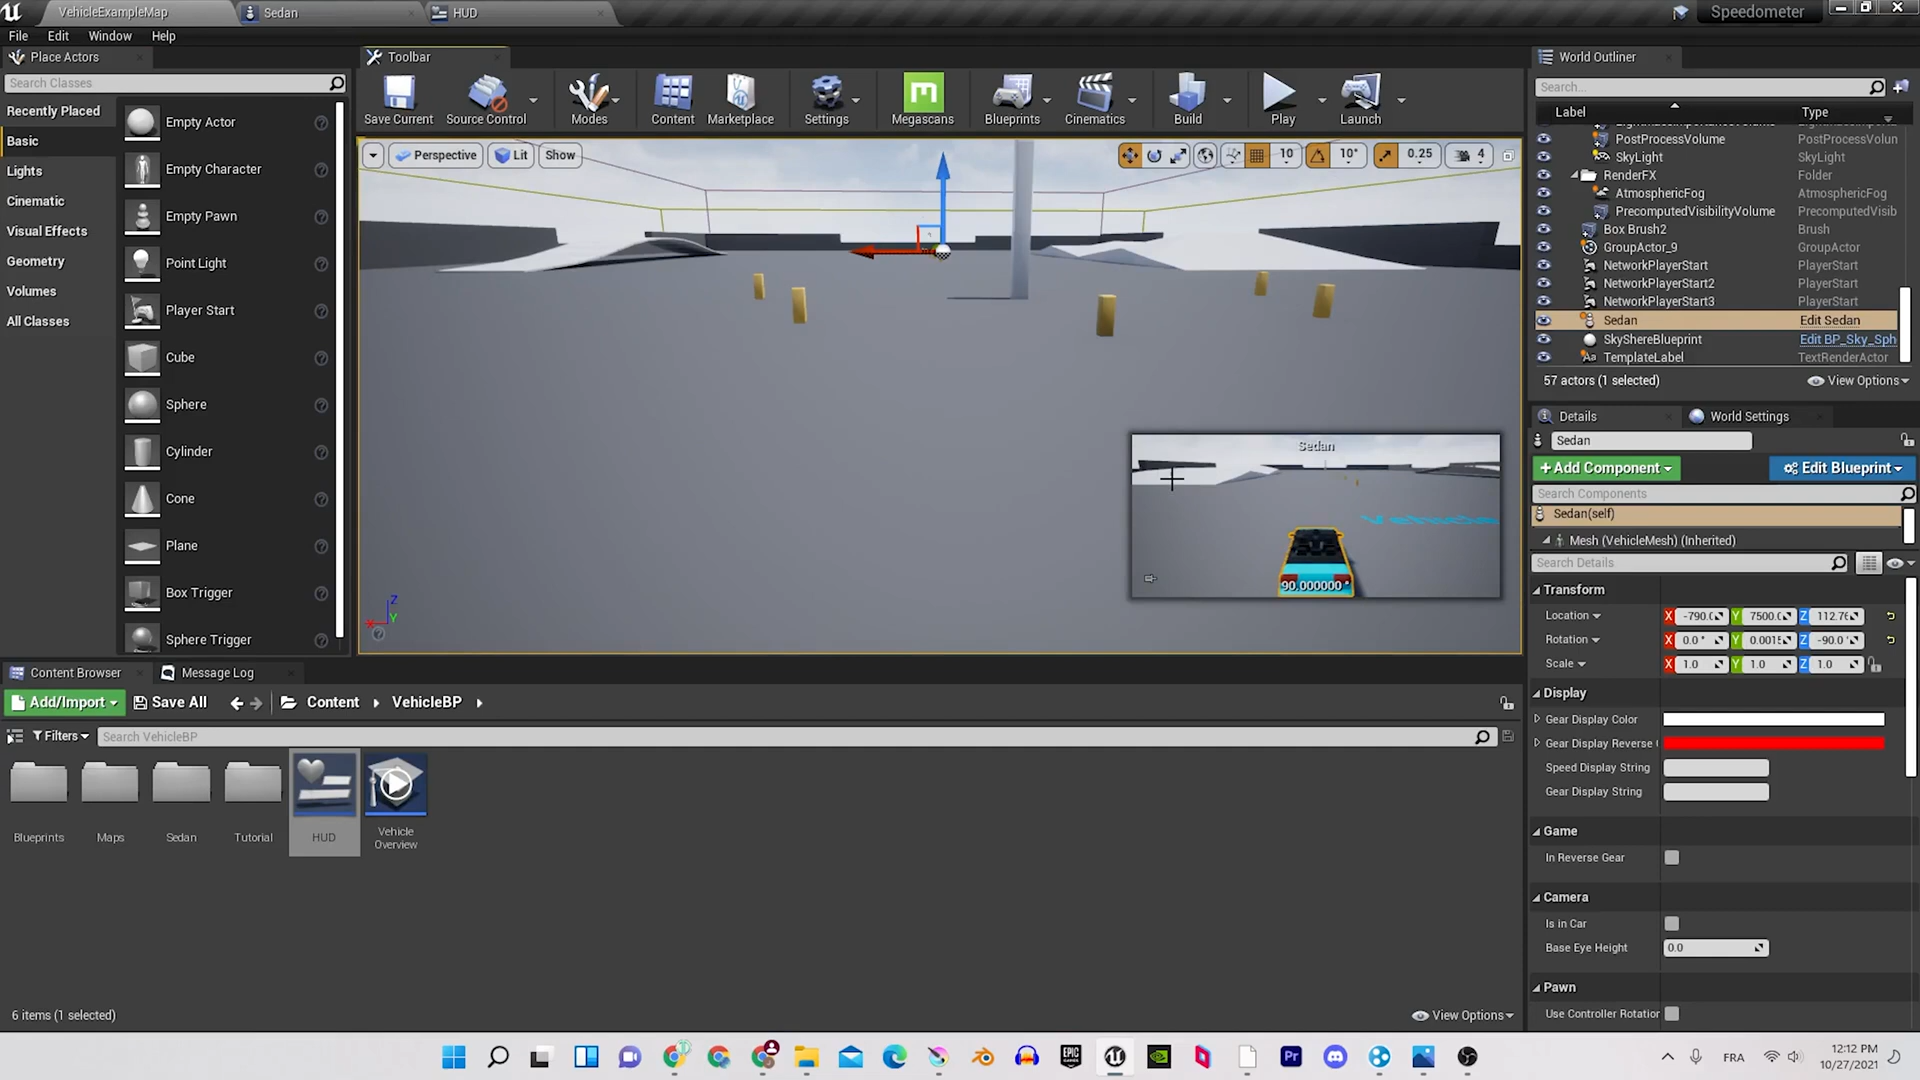 VehicleExampleMap
Sedan
HUD
Speedometer
File Edit Window Help
Place Actors
Search Classes
Recently Placed
Basic
Lights
Cinematic
Visual Effects
Geometry
Volumes
All Classes
Empty Actor
Empty Character
Empty Pawn
Point Light
Player Start
Cube
Sphere
Cylinder
Cone
Plane
Box Trigger
Sphere Trigger
Toolbar
Save Current
Source Control
Modes
Content
Marketplace
Settings
Megascans
Blueprints
Cinematics
Build
Play
Launch
Perspective
Lit
Show
10
10°
0.25
4
Sedan
90.000000 °
Z
Y
X
World Outliner
Search...
Label
Type
PostProcessVolume PostProcessVolun
SkyLight SkyLight
RenderFX Folder
AtmosphericFog AtmosphericFog
PrecomputedVisibilityVolume PrecomputedVisib
Box Brush2 Brush
GroupActor_9 GroupActor
NetworkPlayerStart PlayerStart
NetworkPlayerStart2 PlayerStart
NetworkPlayerStart3 PlayerStart
Sedan Edit Sedan
SkyShereBlueprint Edit BP_Sky_Sph
TemplateLabel TextRenderActor
57 actors (1 selected)
View Options
Details
World Settings
Sedan
+Add Component
Edit Blueprint
Search Components
Sedan(self)
Mesh (VehicleMesh) (Inherited)
Search Details
Transform
Location X -790.0 Y 7500.0 Z 112.76
Rotation X 0.0 ° Y 0.0015 Z -90.0 °
Scale X 1.0 Y 1.0 Z 1.0
Display
Gear Display Color
Gear Display Reverse
Speed Display String
Gear Display String
Game
In Reverse Gear
Camera
Is in Car
Base Eye Height 0.0
Pawn
Use Controller Rotation
Content Browser
Message Log
Add/Import
Save All
Content
VehicleBP
Filters
Search VehicleBP
Blueprints
Maps
Sedan
Tutorial
HUD
Vehicle
Overview
6 items (1 selected)
View Options
EPIC
GAMES
Pr
FRA
12:12 PM
10/27/2021